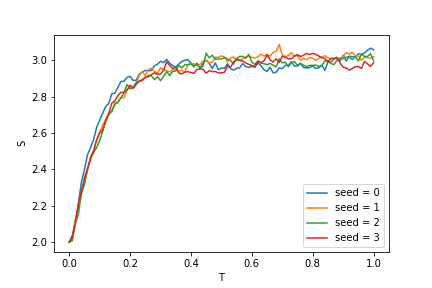 3.0
2.8
2.6
2.4
2.2
2.0
S
0.0 0.2 0.4 0.6 0.8 1.0
T
seed = 0
seed = 1
seed = 2
seed = 3